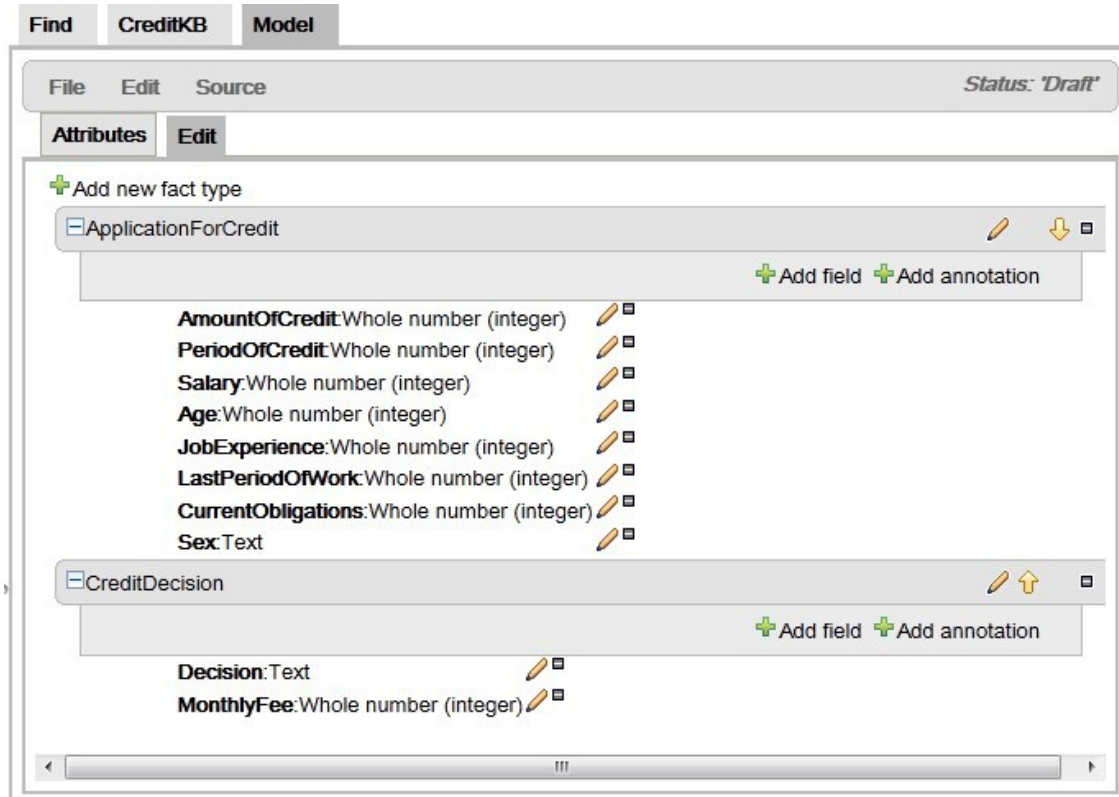 Find CreditKB Model
File Edit Source Status: 'Draft'
Attributes Edit
Add new fact type
ApplicationForCredit
Add field Add annotation
AmountOfCredit:Whole number (integer)
PeriodOfCredit:Whole number (integer)
Salary:Whole number (integer)
Age:Whole number (integer)
JobExperience:Whole number (integer)
LastPeriodOfWork:Whole number (integer)
CurrentObligations:Whole number (integer)
Sex:Text
CreditDecision
Add field Add annotation
Decision:Text
MonthlyFee:Whole number (integer)